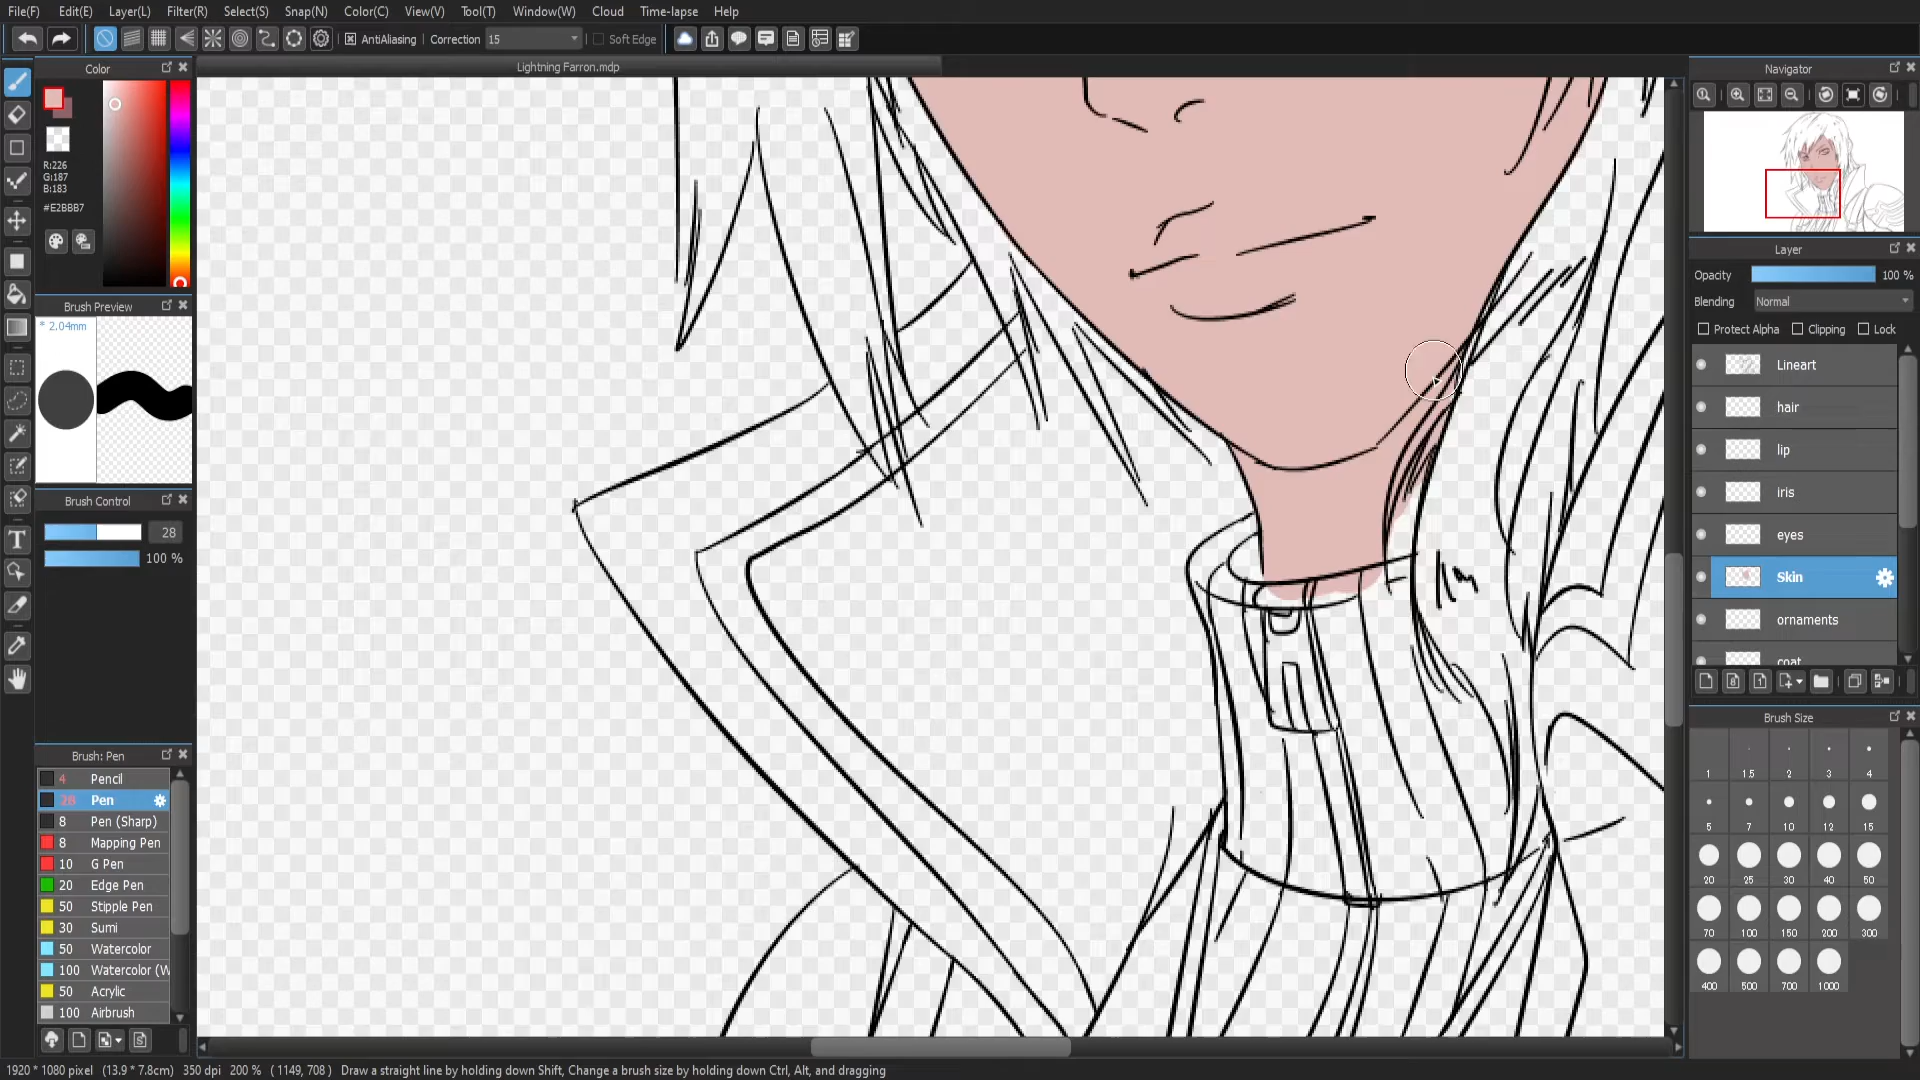 File(F) Edit(E) Layer(L) Filter(R) Select(S) Snap(N) Color(C) View(V) Tool(T) Window(W) Cloud Time-lapse Help
AntiAliasing Correction 15 Soft Edge
Color
Lightning Farron.mdp
Navigator
R:226
G:187
B:183
#E2BBB7
Layer
Opacity 100 %
Blending Normal
Protect Alpha Clipping Lock
Lineart
hair
lip
iris
eyes
Skin
ornaments
coat
Brush Preview
* 2.04mm
Brush Control
28
100 %
Brush: Pen
4 Pencil
28 Pen
8 Pen (Sharp)
8 Mapping Pen
10 G Pen
20 Edge Pen
50 Stipple Pen
30 Sumi
50 Watercolor
100 Watercolor (W
50 Acrylic
100 Airbrush
Brush Size
1 1.5 2 3 4
5 7 10 12 15
20 25 30 40 50
70 100 150 200 300
400 500 700 1000
1920 * 1080 pixel (13.9 * 7.8cm) 350 dpi 200 % ( 1149, 708 ) Draw a straight line by holding down Shift, Change a brush size by holding down Ctrl, Alt, and dragging